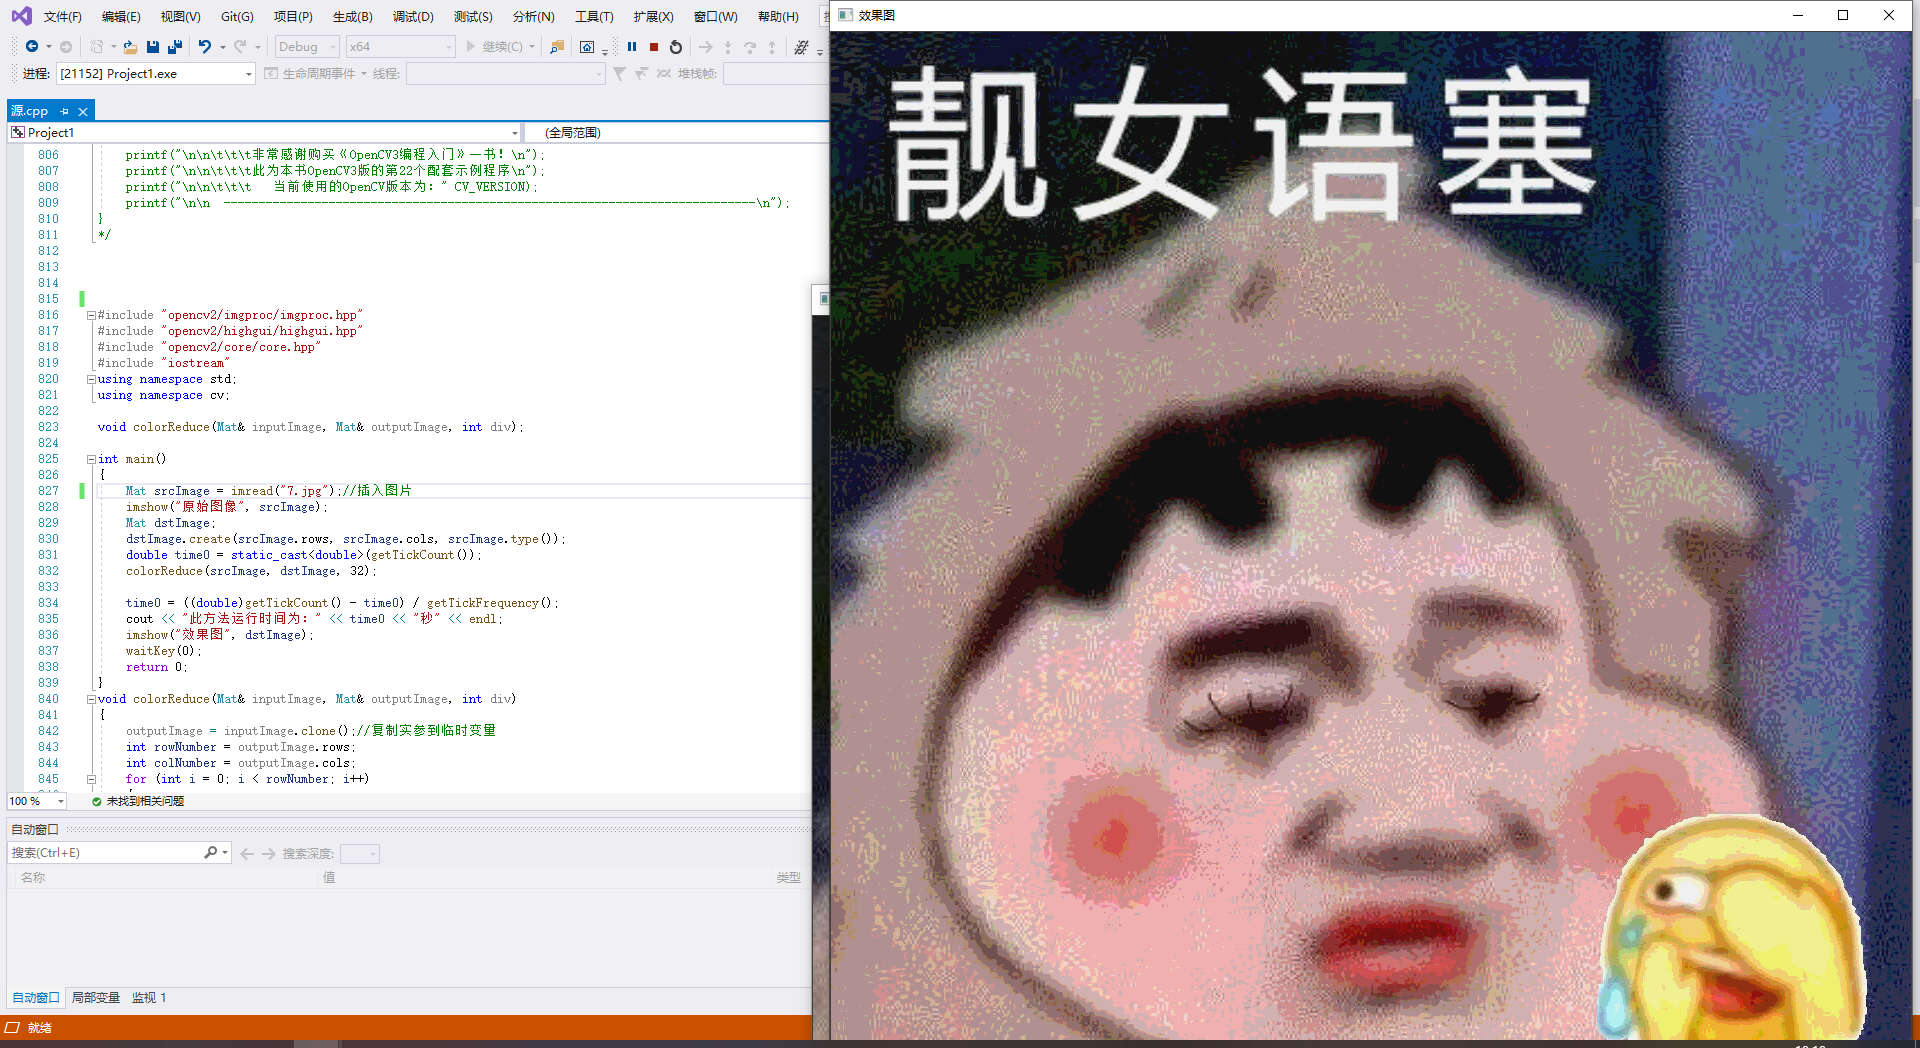 文件(F) 编辑(E) 视图(V) Git(G) 项目(P) 生成(B) 调试(D) 测试(S) 分析(N) 工具(T) 扩展(X) 窗口(W) 帮助(H)
Debug x64 继续(C)
进程: [21152] Project1.exe 生命周期事件 线程: 堆栈帧:
源.cpp
Project1 (全局范围)
806 printf("\n\n\t\t\t非常感谢购买《OpenCV3编程入门》一书！\n");
807 printf("\n\n\t\t\t此为本书OpenCV3版的第22个配套示例程序\n");
808 printf("\n\n\t\t\t   当前使用的OpenCV版本为：" CV_VERSION);
809 printf("\n\n  ----------------------------------------------------------------------------\n");
810 }
811 */
812
813
814
815
816 #include "opencv2/imgproc/imgproc.hpp"
817 #include "opencv2/highgui/highgui.hpp"
818 #include "opencv2/core/core.hpp"
819 #include "iostream"
820 using namespace std;
821 using namespace cv;
822
823 void colorReduce(Mat& inputImage, Mat& outputImage, int div);
824
825 int main()
826 {
827 Mat srcImage = imread("7.jpg");//插入图片
828 imshow("原始图像", srcImage);
829 Mat dstImage;
830 dstImage.create(srcImage.rows, srcImage.cols, srcImage.type());
831 double time0 = static_cast<double>(getTickCount());
832 colorReduce(srcImage, dstImage, 32);
833
834 time0 = ((double)getTickCount() - time0) / getTickFrequency();
835 cout << "此方法运行时间为：" << time0 << "秒" << endl;
836 imshow("效果图", dstImage);
837 waitKey(0);
838 return 0;
839 }
840 void colorReduce(Mat& inputImage, Mat& outputImage, int div)
841 {
842 outputImage = inputImage.clone();//复制实参到临时变量
843 int rowNumber = outputImage.rows;
844 int colNumber = outputImage.cols;
845 for (int i = 0; i < rowNumber; i++)
100 % 未找到相关问题
自动窗口
搜索(Ctrl+E) 搜索深度:
名称 值 类型
自动窗口 局部变量 监视 1
就绪
效果图
靓女语塞